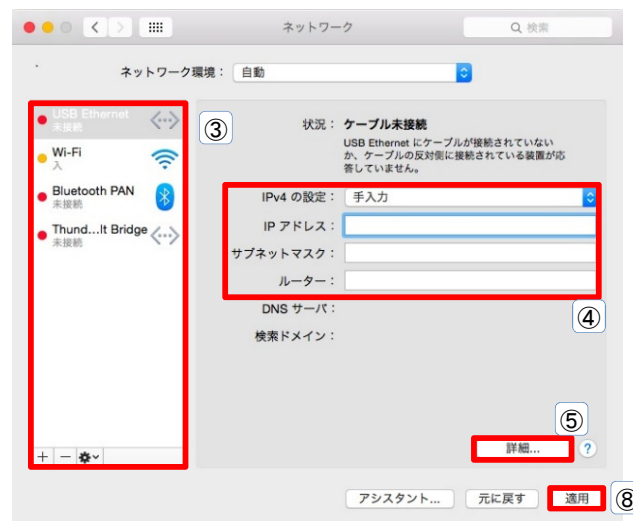 ネットワーク
検索
ネットワーク環境： 自動
USB Ethernet
未接続
Wi-Fi
入
Bluetooth PAN
未接続
Thund...lt Bridge
未接続
③
状況： ケーブル未接続
USB Ethernet にケーブルが接続されていない
か、ケーブルの反対側に接続されている装置が応
答していません。
IPv4 の設定： 手入力
IP アドレス：
サブネットマスク：
ルーター：
④
DNS サーバ：
検索ドメイン：
⑤
詳細...
?
アシスタント...
元に戻す
適用
⑧